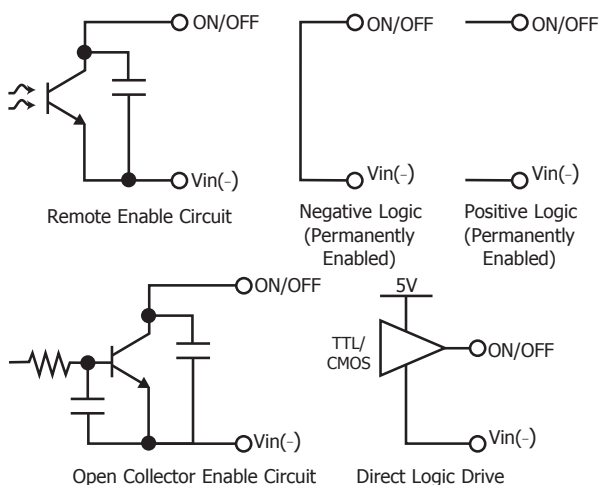 ON/OFF
Vin(-)
Remote Enable Circuit
ON/OFF
Vin(-)
Negative Logic
(Permanently
Enabled)
ON/OFF
Vin(-)
Positive Logic
(Permanently
Enabled)
ON/OFF
Vin(-)
Open Collector Enable Circuit
5V
TTL/
CMOS
ON/OFF
Vin(-)
Direct Logic Drive